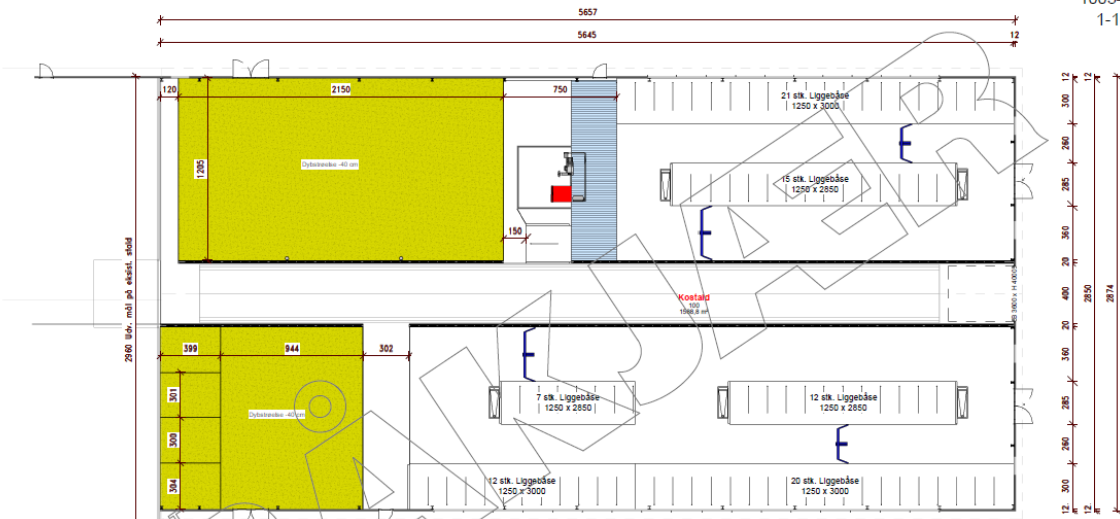 5657
5645
12
1-1
120
2150
750
21 stk. Liggebåse
1250 x 3000
12
12
300
260
1205
Dybstrøelse -40 cm
15 stk. Liggebåse
1250 x 2850
285
150
360
2960 Udv. mål på eksist. stald
20
Kostald
100
400
2850
2874
20
399
944
302
360
301
7 stk. Liggebåse
1250 x 2850
12 stk. Liggebåse
1250 x 2850
285
Dybstrøelse -40 cm
300
260
304
12 stk. Liggebåse
1250 x 3000
20 stk. Liggebåse
1250 x 3000
300
12
12